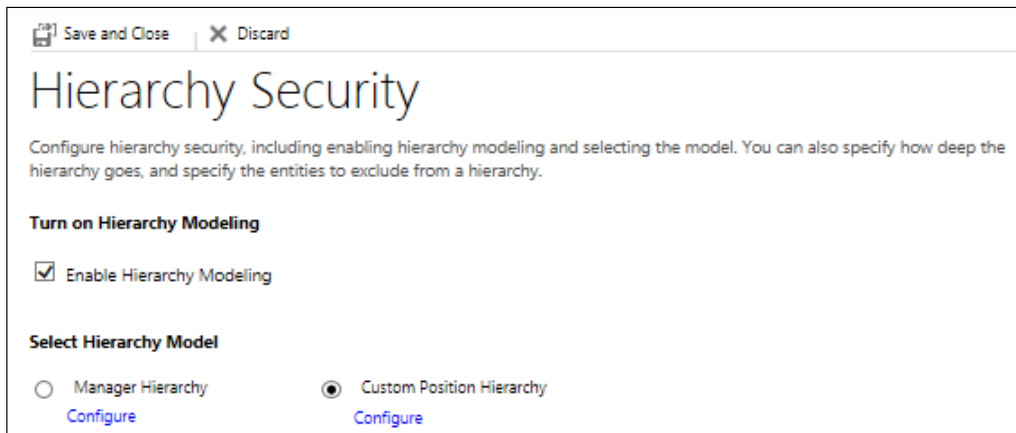 Save and Close Discard
Hierarchy Security
Configure hierarchy security, including enabling hierarchy modeling and selecting the model. You can also specify how deep the
hierarchy goes, and specify the entities to exclude from a hierarchy.
Turn on Hierarchy Modeling
Enable Hierarchy Modeling
Select Hierarchy Model
Manager Hierarchy Custom Position Hierarchy
Configure Configure